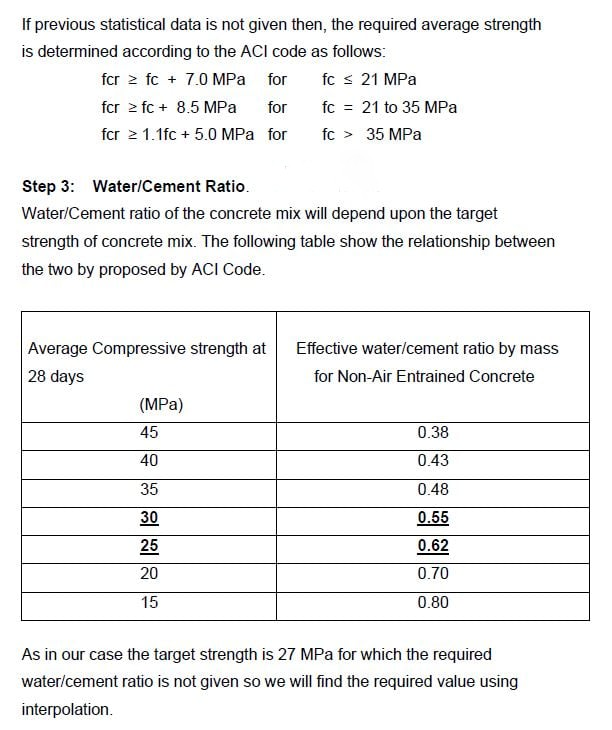 If previous statistical data is not given then, the required average strength
is determined according to the ACI code as follows:
fcr ≥ fc + 7.0 MPa for fc ≤ 21 MPa
fcr ≥ fc + 8.5 MPa for fc = 21 to 35 MPa
fcr ≥ 1.1fc + 5.0 MPa for fc > 35 MPa
Step 3: Water/Cement Ratio.
Water/Cement ratio of the concrete mix will depend upon the target
strength of concrete mix. The following table show the relationship between
the two by proposed by ACI Code.
Average Compressive strength at Effective water/cement ratio by mass
28 days for Non-Air Entrained Concrete
(MPa)
45 0.38
40 0.43
35 0.48
30 0.55
25 0.62
20 0.70
15 0.80
As in our case the target strength is 27 MPa for which the required
water/cement ratio is not given so we will find the required value using
interpolation.